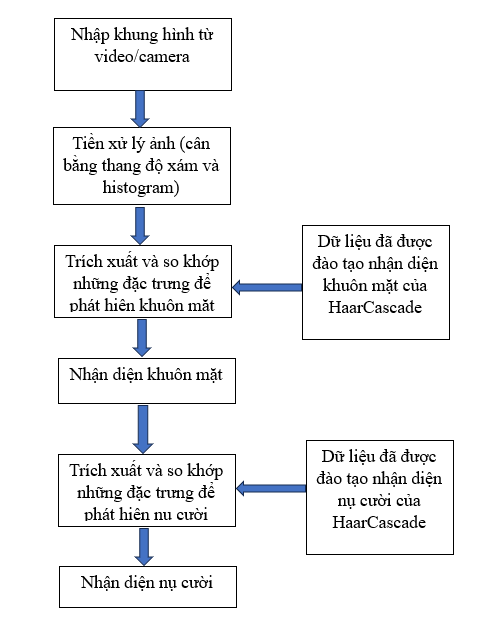 Nhập khung hình từ
video/camera
Tiền xử lý ảnh (cân
bằng thang độ xám và
histogram)
Trích xuất và so khớp
những đặc trưng để
phát hiện khuôn mặt
Dữ liệu đã được
đào tạo nhận diện
khuôn mặt của
HaarCascade
Nhận diện khuôn mặt
Trích xuất và so khớp
những đặc trưng để
phát hiện nụ cười
Dữ liệu đã được
đào tạo nhận diện
nụ cười của
HaarCascade
Nhận diện nụ cười